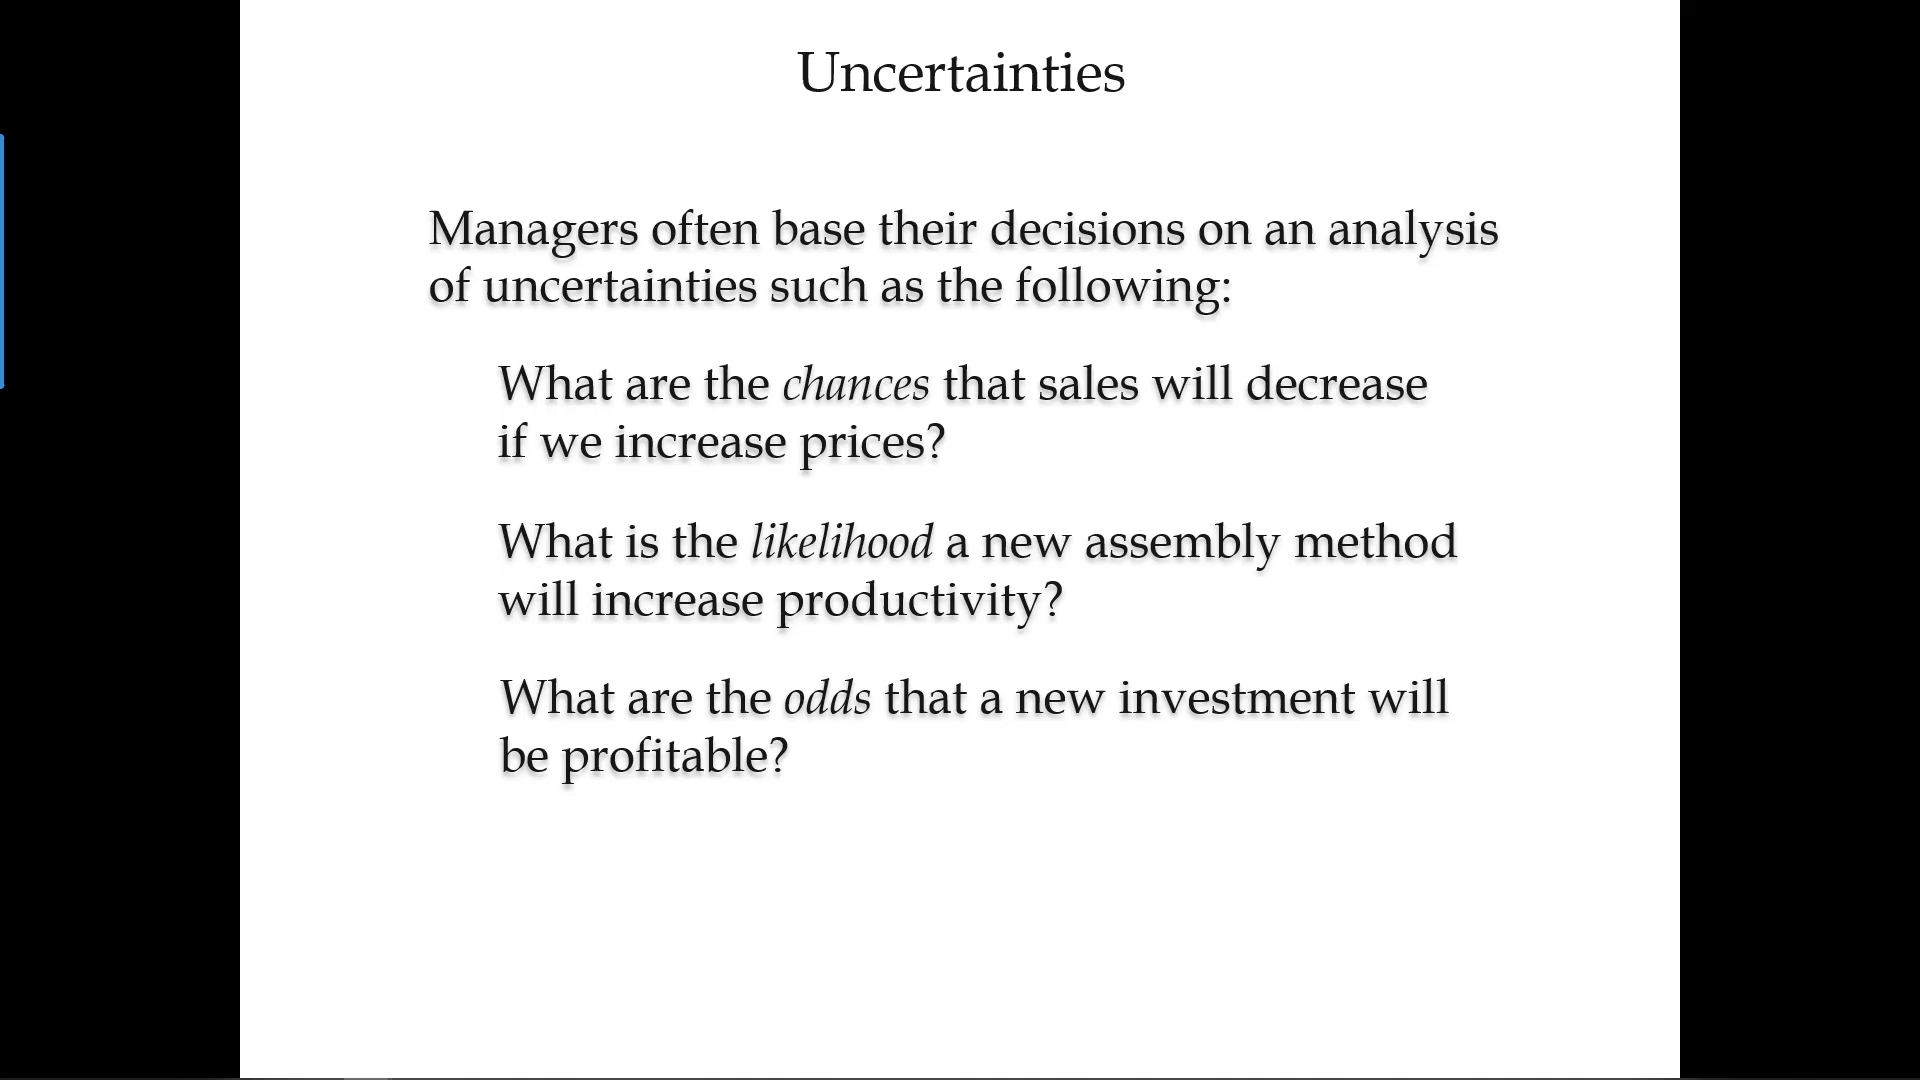 Uncertainties
Managers often base their decisions on an analysis
of uncertainties such as the following:
What are the chances that sales will decrease
if we increase prices?
What is the likelihood a new assembly method
will increase productivity?
What are the odds that a new investment will
be profitable?